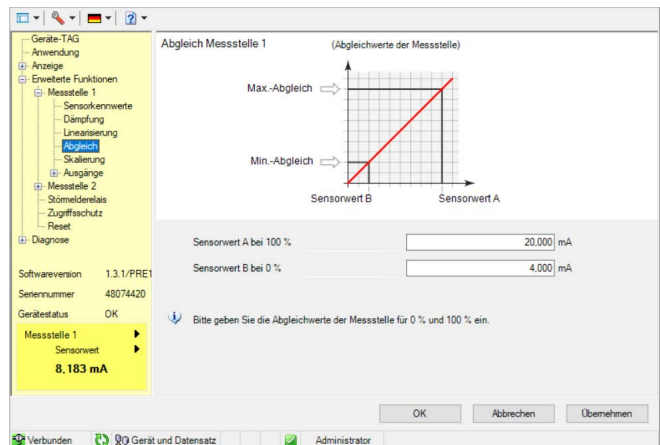 Geräte-TAG
Anwendung
Anzeige
Erweiterte Funktionen
Messstelle 1
Sensorkennwerte
Dämpfung
Linearisierung
Abgleich
Skalierung
Ausgänge
Messstelle 2
Störmelderelais
Zugriffsschutz
Reset
Diagnose
Softwareversion 1.3.1/PRE1
Seriennummer 48074420
Gerätestatus OK
Messstelle 1
Sensorwert
8,183 mA
Abgleich Messstelle 1 (Abgleichwerte der Messstelle)
Max.-Abgleich
Min.-Abgleich
Sensorwert B Sensorwert A
Sensorwert A bei 100 % 20,000 mA
Sensorwert B bei 0 % 4,000 mA
Bitte geben Sie die Abgleichwerte der Messstelle für 0 % und 100 % ein.
OK Abbrechen Übernehmen
Verbunden Gerät und Datensatz Administrator